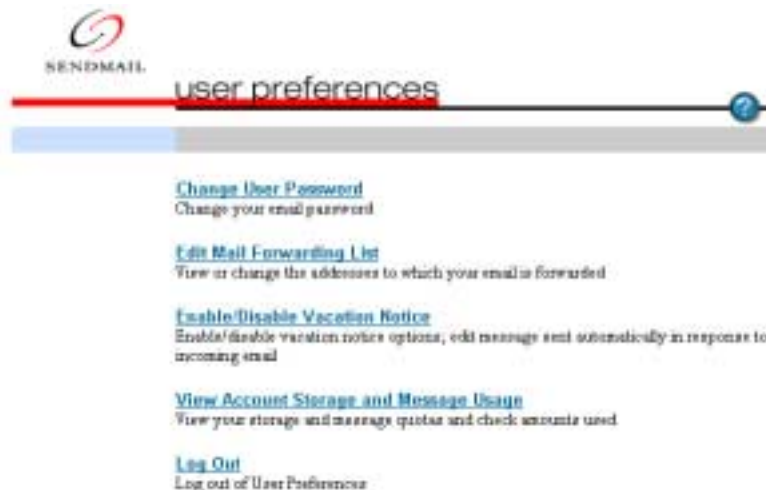 SENDMAIL
user preferences
?
Change User Password
Change your email password
Edit Mail Forwarding List
View or change the addresses to which your email is forwarded
Enable/Disable Vacation Notice
Enable/disable vacation notice options; edit message sent automatically in response to
incoming email
View Account Storage and Message Usage
View your storage and message quotas and check amounts used
Log Out
Log out of User Preferences